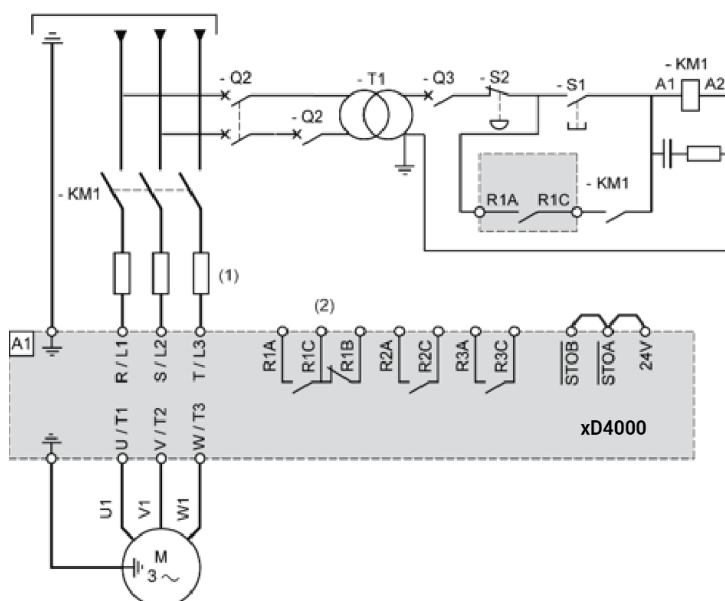 - Q2
- T1
- Q3
- S2
- S1
- KM1
A1
A2
- Q2
- KM1
R1A
R1C
- KM1
(1)
(2)
A1
R / L1
S / L2
T / L3
R1A
R1C
R1B
R2A
R2C
R3A
R3C
STOB
STOA
24V
U / T1
V / T2
W / T3
xD4000
U1
V1
W1
M
3 ~